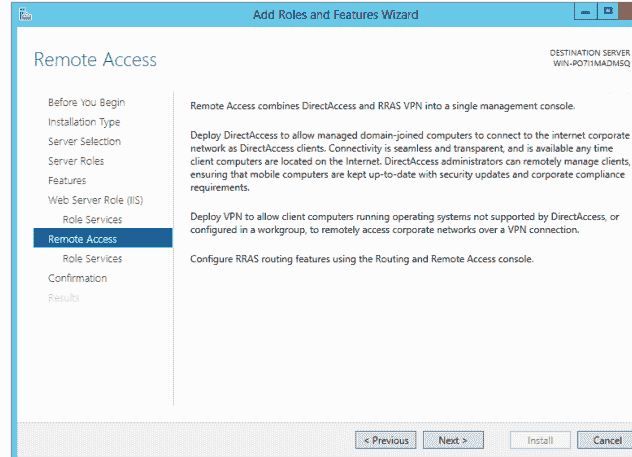 Add Roles and Features Wizard
Remote Access
DESTINATION SERVER
WIN-PO7I1MADMSQ
Before You Begin
Installation Type
Server Selection
Server Roles
Features
Web Server Role (IIS)
Role Services
Remote Access
Role Services
Confirmation
Results
Remote Access combines DirectAccess and RRAS VPN into a single management console.
Deploy DirectAccess to allow managed domain-joined computers to connect to the internet corporate
network as DirectAccess clients. Connectivity is seamless and transparent, and is available any time
client computers are located on the Internet. DirectAccess administrators can remotely manage clients,
ensuring that mobile computers are kept up-to-date with security updates and corporate compliance
requirements.
Deploy VPN to allow client computers running operating systems not supported by DirectAccess, or
configured in a workgroup, to remotely access corporate networks over a VPN connection.
Configure RRAS routing features using the Routing and Remote Access console.
< Previous
Next >
Install
Cancel